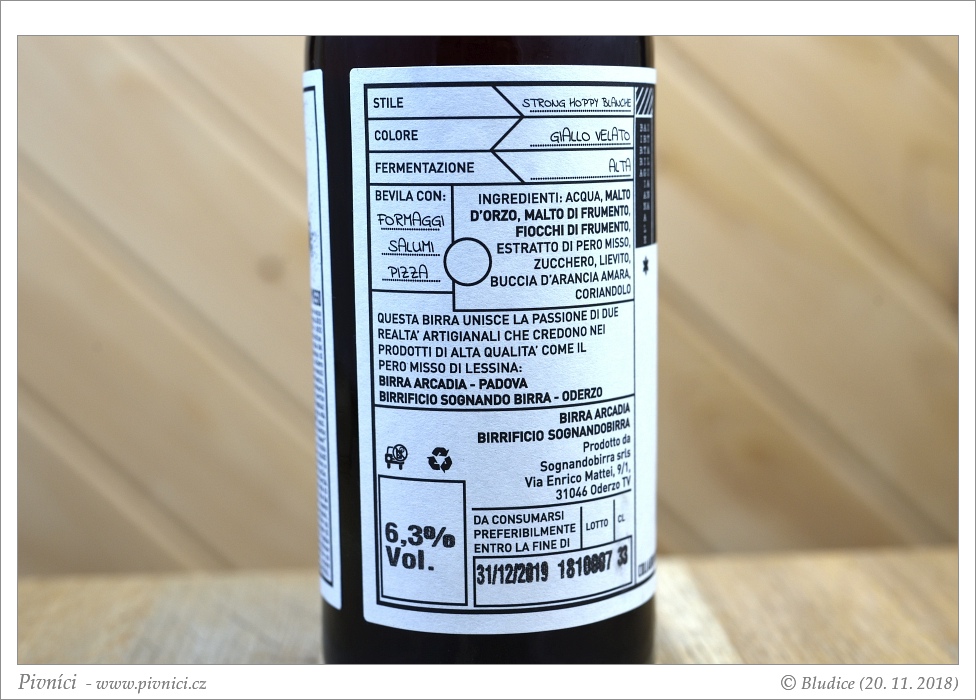 STILE
STRONG HOPPY BLANCHE
COLORE
GIALLO VELATO
FERMENTAZIONE
ALTA
BEVILA CON:
FORMAGGI
SALUMI
PIZZA
INGREDIENTI: ACQUA, MALTO
D'ORZO, MALTO DI FRUMENTO,
FIOCCHI DI FRUMENTO,
ESTRATTO DI PERO MISSO,
ZUCCHERO, LIEVITO,
BUCCIA D'ARANCIA AMARA,
CORIANDOLO
QUESTA BIRRA UNISCE LA PASSIONE DI DUE
REALTA' ARTIGIANALI CHE CREDONO NEI
PRODOTTI DI ALTA QUALITA' COME IL
PERO MISSO DI LESSINA:
BIRRA ARCADIA - PADOVA
BIRRIFICIO SOGNANDO BIRRA - ODERZO
BIRRA ARCADIA
BIRRIFICIO SOGNANDOBIRRA
Prodotto da
Sognandobirra srls
Via Enrico Mattei, 9/1,
31046 Oderzo TV
6,3%
Vol.
DA CONSUMARSI
PREFERIBILMENTE
ENTRO LA FINE DI
LOTTO
CL
31/12/2019 1810007 33
Pivníci - www.pivnici.cz
© Bludice (20. 11. 2018)